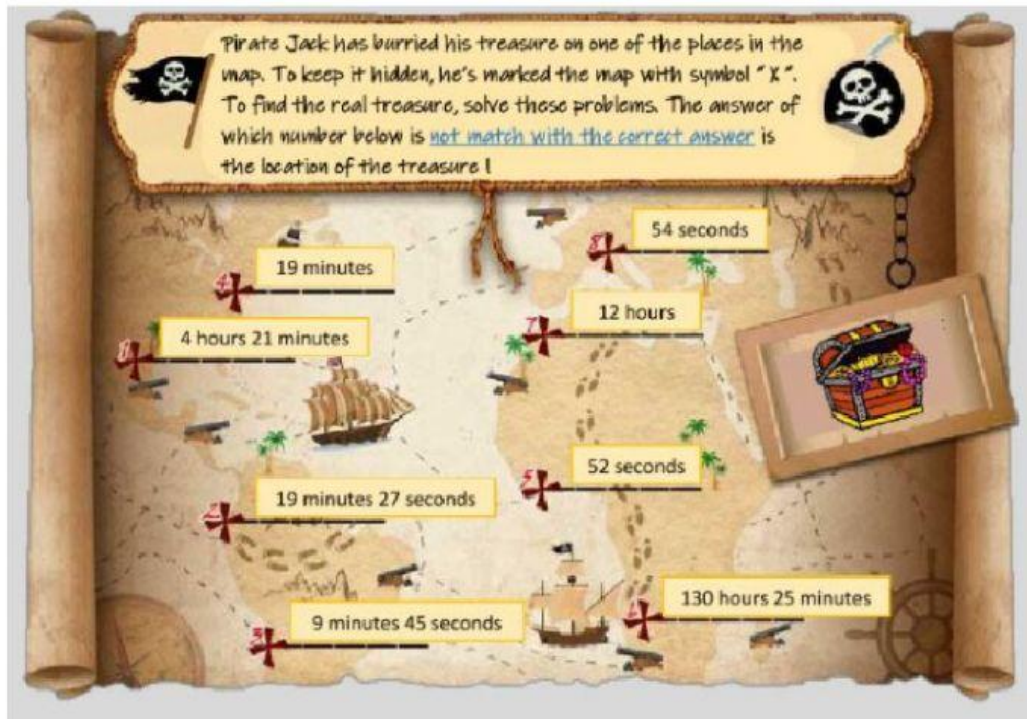 Pirate Jack has burried his treasure on one of the places in the
map. To keep it hidden, he's marked the map with symbol "X".
To find the real treasure, solve these problems. The answer of
which number below is not match with the correct answer is
the location of the treasure !
54 seconds
19 minutes
12 hours
4 hours 21 minutes
52 seconds
19 minutes 27 seconds
130 hours 25 minutes
9 minutes 45 seconds